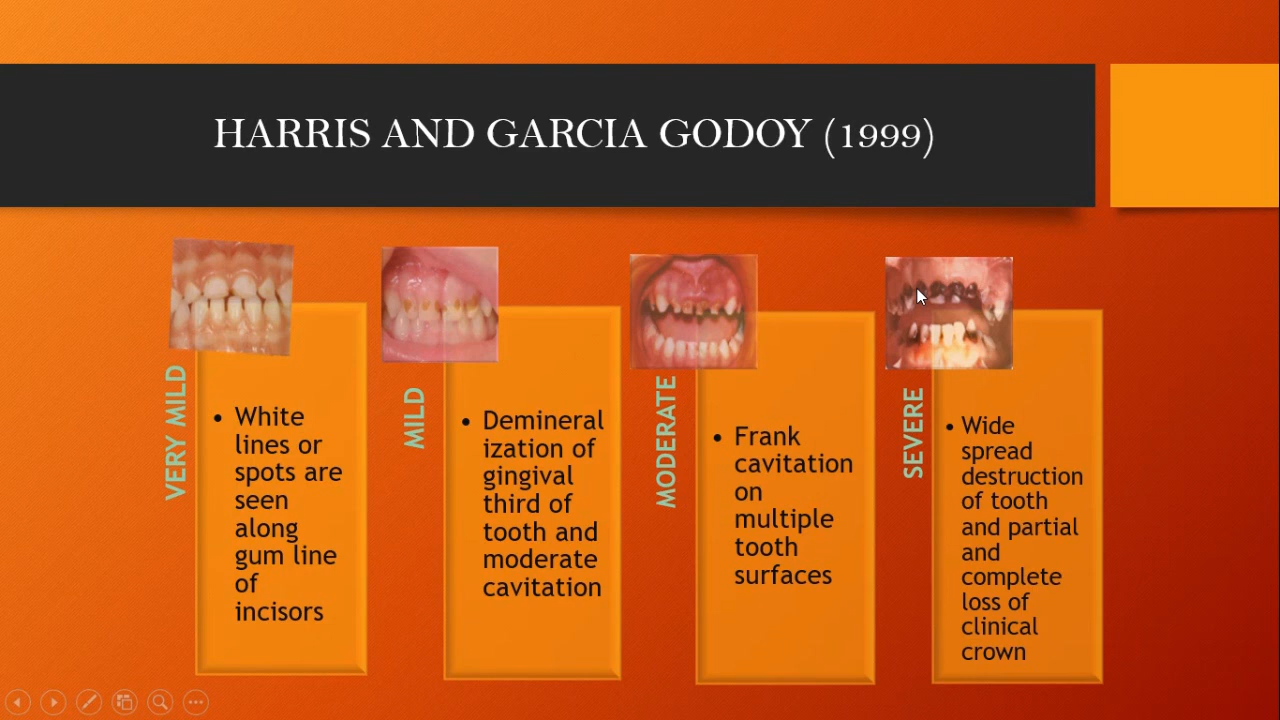 HARRIS AND GARCIA GODOY (1999)
VERY MILD
• White
lines or
spots are
seen
along
gum line
of
incisors
MILD
• Demineral
ization of
gingival
third of
tooth and
moderate
cavitation
MODERATE
• Frank
cavitation
on
multiple
tooth
surfaces
SEVERE
• Wide
spread
destruction
of tooth
and partial
and
complete
loss of
clinical
crown